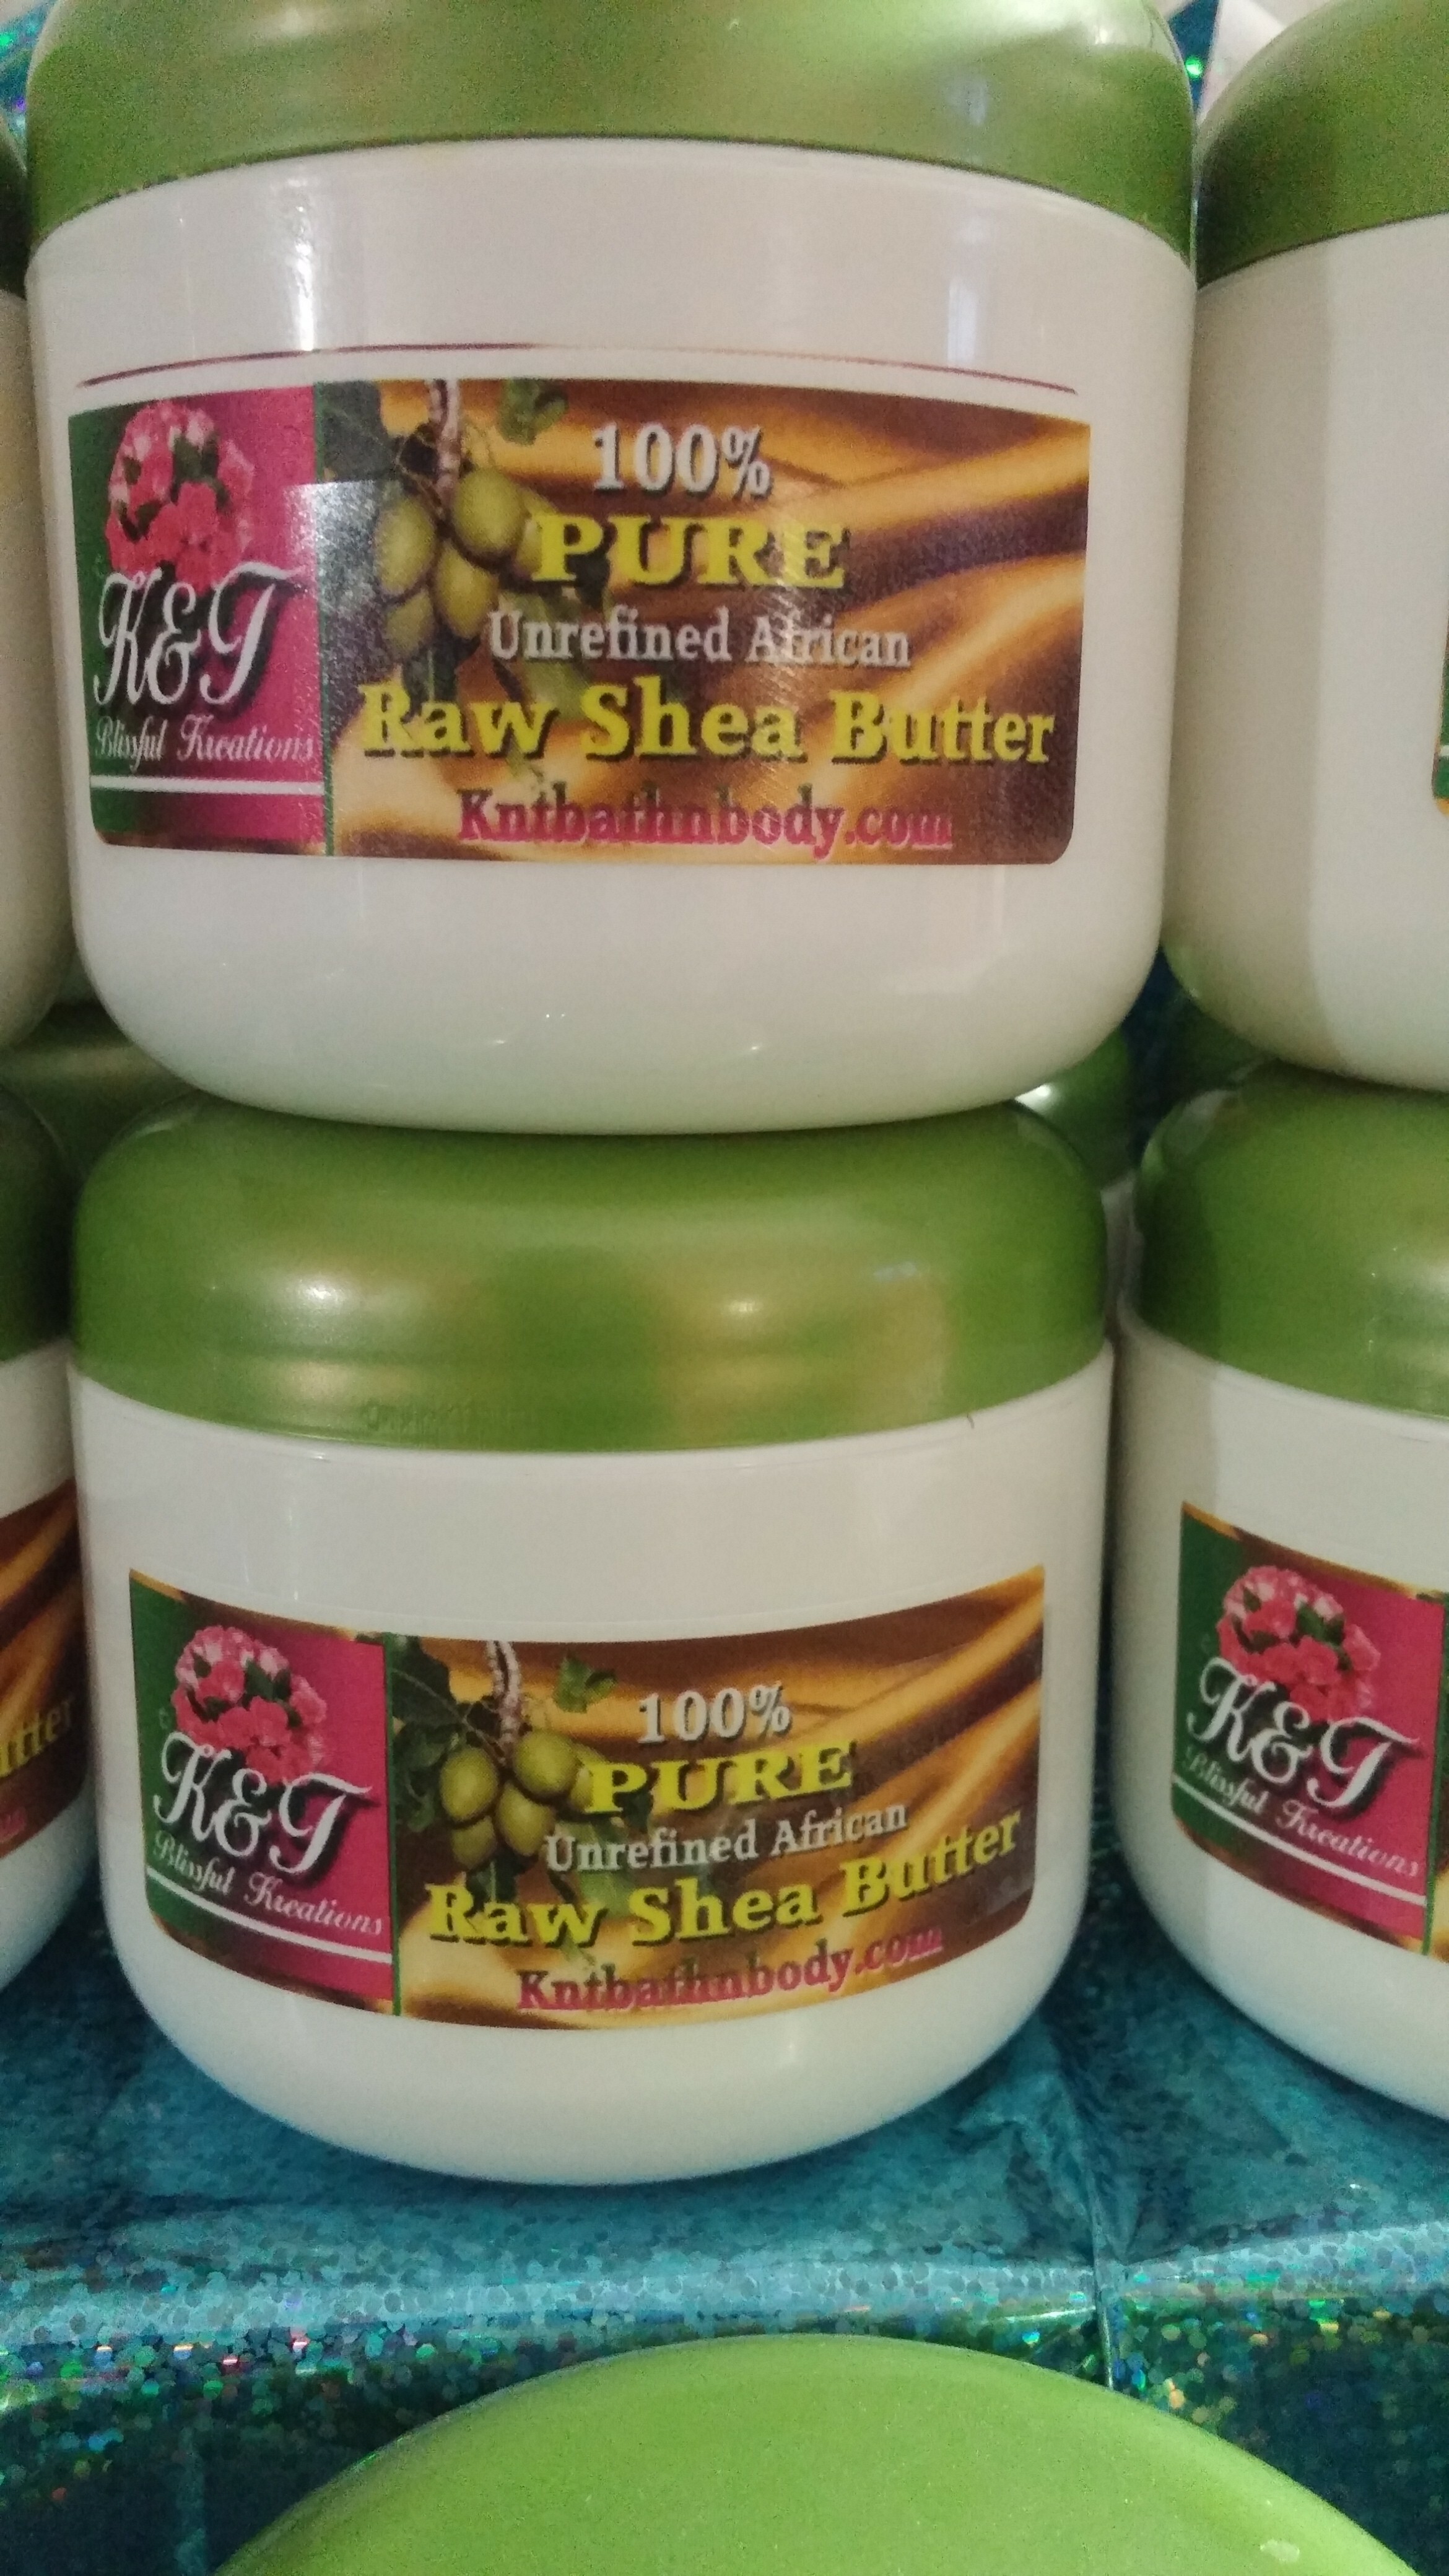 100%
PURE
Unrefined African
Raw Shea Butter
Kntbathnbody.com
K&T
Blissful Kreations
100%
PURE
Unrefined African
Raw Shea Butter
Kntbathnbody.com
K&T
Blissful Kreations
K&T
Blissful Kreations